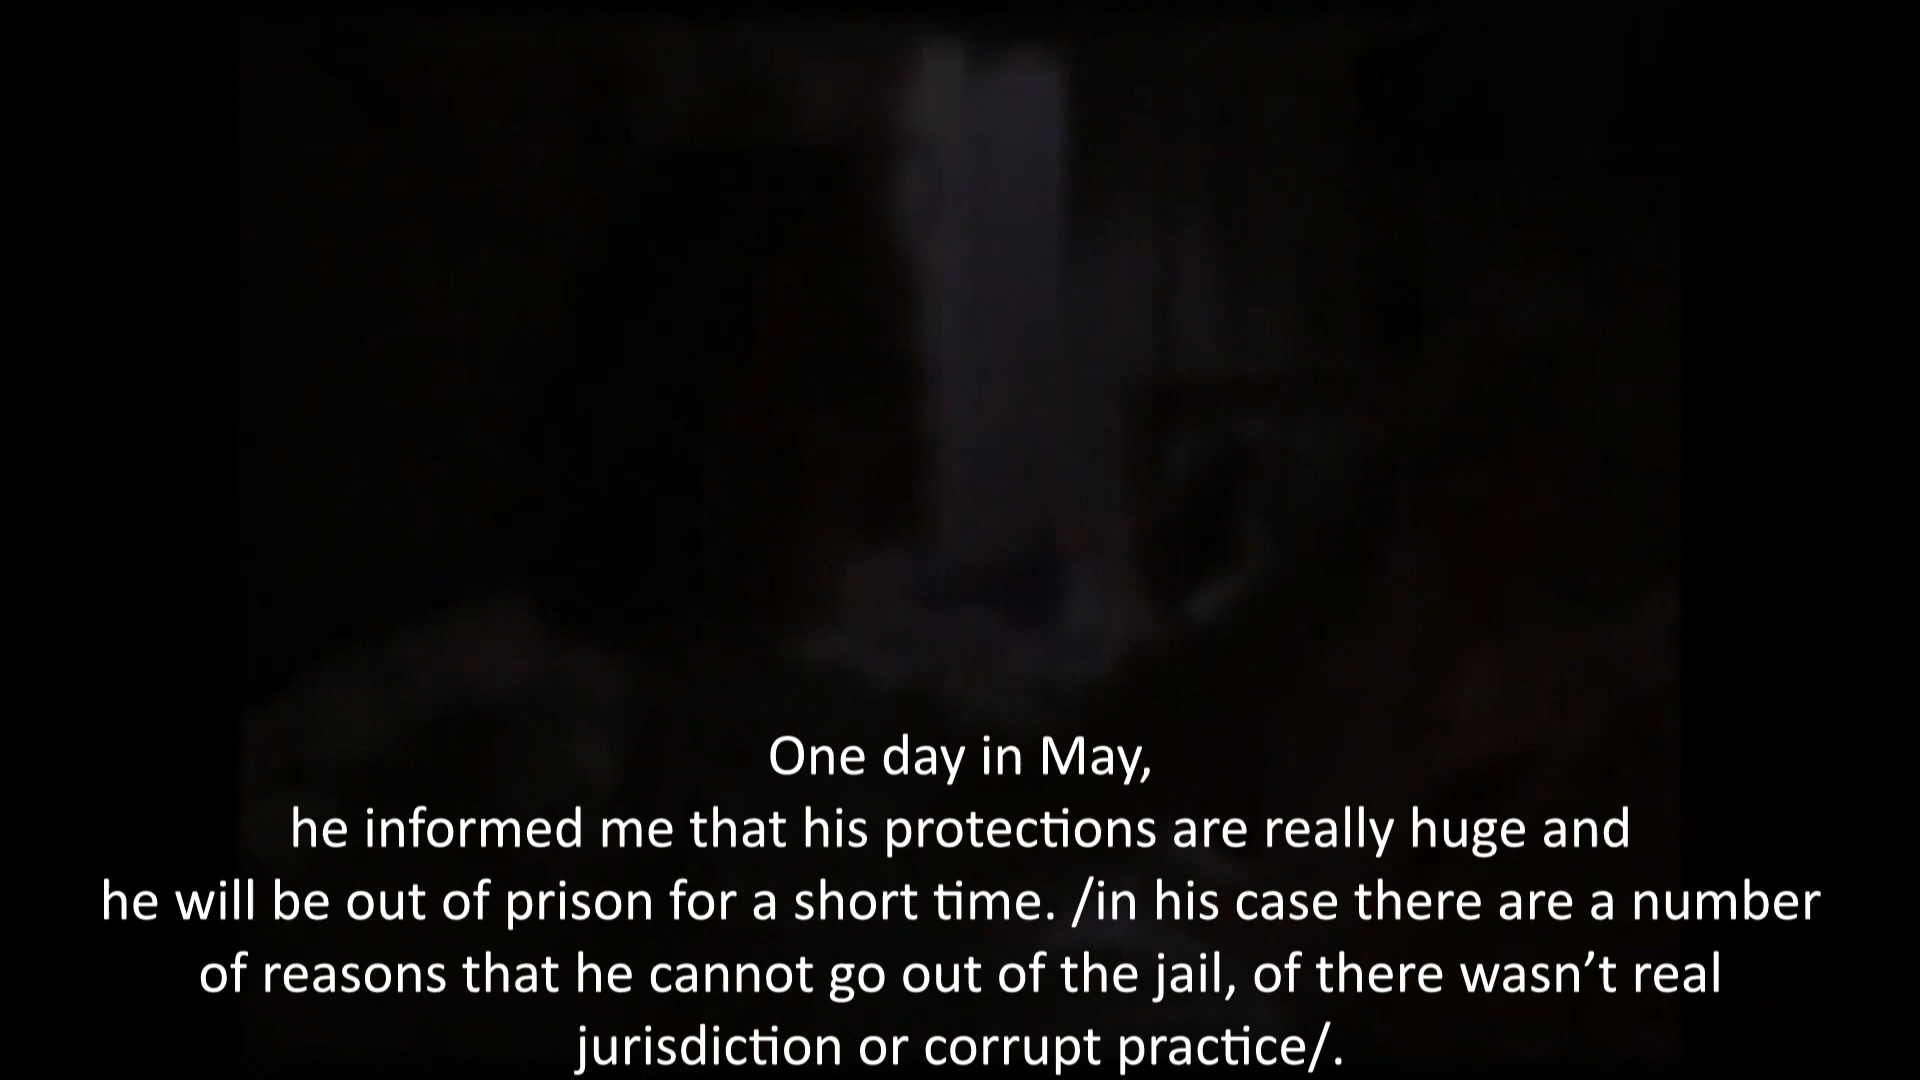 One day in May,
he informed me that his protections are really huge and
he will be out of prison for a short time. /in his case there are a number
of reasons that he cannot go out of the jail, of there wasn’t real
jurisdiction or corrupt practice/.